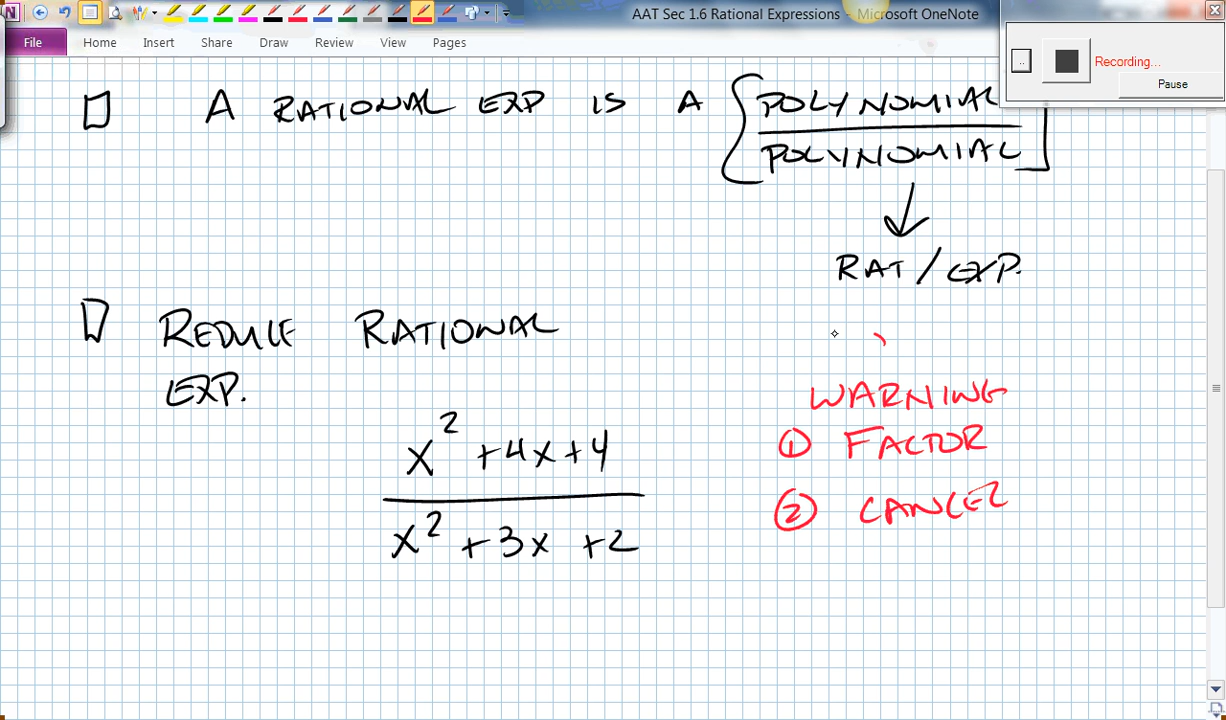 AAT Sec 1.6 Rational Expressions - Microsoft OneNote
File Home Insert Share Draw Review View Pages
Recording...
Pause
A RATIONAL EXP IS A { POLYNOMIAL
POLYNOMIAL ]
RAT / EXP.
REDUCE RATIONAL
EXP.
x² + 4x + 4
x² + 3x + 2
WARNING
① FACTOR
② CANCEL